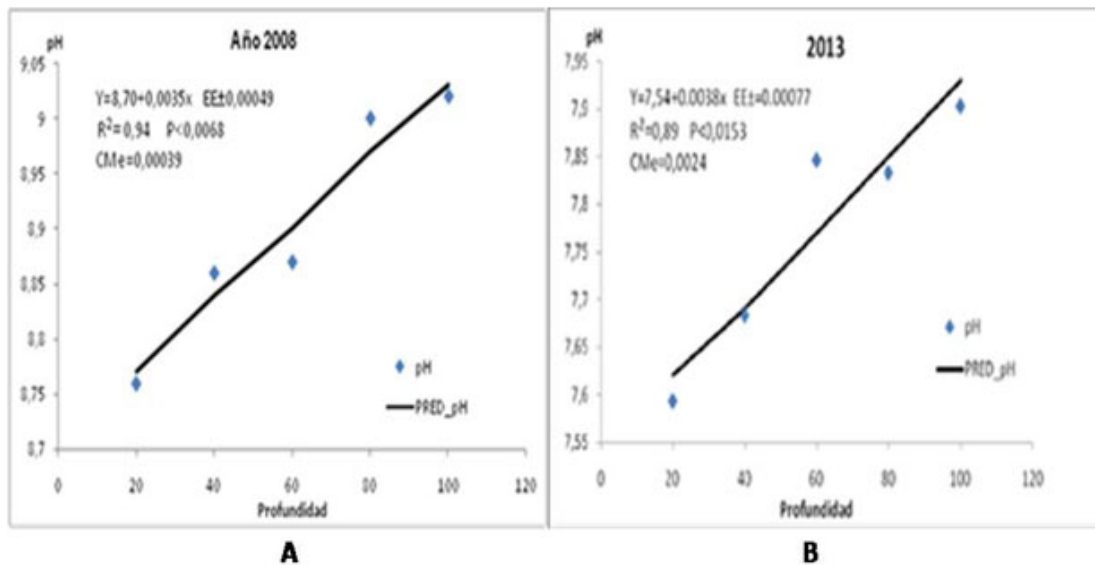 pH
Año 2008
9,05
9
8,95
8,9
8,85
8,8
8,75
8,7
Y=8,70+0,0035x EE±0,00049
R²=0,94 P<0,0068
CMe=0,00039
pH
PRED_pH
0 20 40 60 80 100 120
Profundidad
A
pH
2013
7,95
7,9
7,85
7,8
7,75
7,7
7,65
7,6
7,55
Y=7,54+0.0038x EE±=0.00077
R²=0,89 P<0,0153
CMe=0,0024
pH
PRED_pH
0 20 40 60 80 100 120
Profundidad
B